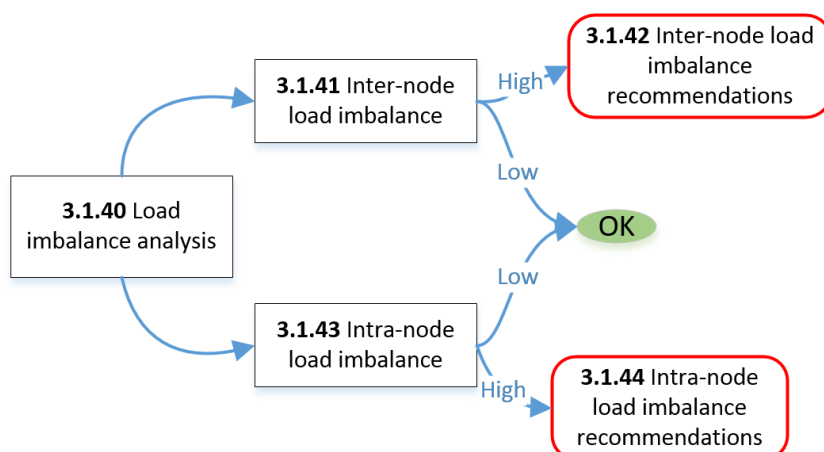 3.1.40 Load
imbalance analysis
3.1.41 Inter-node
load imbalance
High
3.1.42 Inter-node load
imbalance
recommendations
Low
OK
Low
3.1.43 Intra-node
load imbalance
High
3.1.44 Intra-node
load imbalance
recommendations